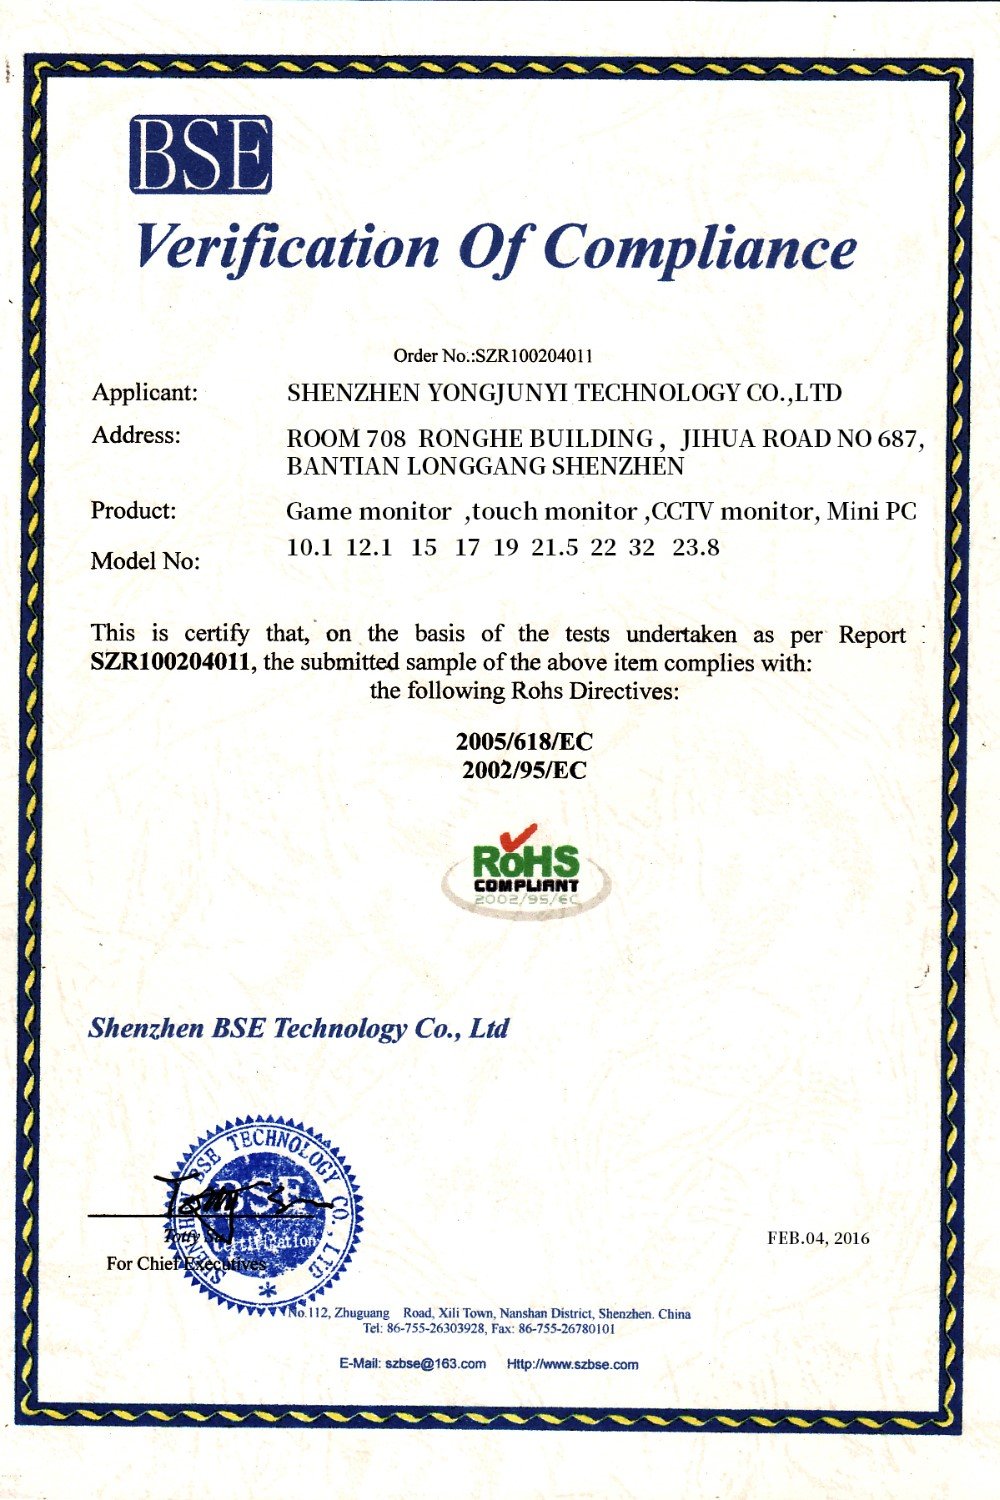 BSE
Verification Of Compliance
Order No.:SZR100204011
Applicant: SHENZHEN YONGJUNYI TECHNOLOGY CO.,LTD
Address: ROOM 708 RONGHE BUILDING , JIHUA ROAD NO 687,
BANTIAN LONGGANG SHENZHEN
Product: Game monitor ,touch monitor ,CCTV monitor, Mini PC
Model No: 10.1 12.1 15 17 19 21.5 22 32 23.8
This is certify that, on the basis of the tests undertaken as per Report :
SZR100204011, the submitted sample of the above item complies with:
the following Rohs Directives:
2005/618/EC
2002/95/EC
RoHS
COMPLIANT
2002/95/EC
Shenzhen BSE Technology Co., Ltd
SHENZHEN BSE TECHNOLOGY CO., LTD
BSE
Certification
For Chief Executives
FEB.04, 2016
No.112, Zhuguang Road, Xili Town, Nanshan District, Shenzhen. China
Tel: 86-755-26303928, Fax: 86-755-26780101
E-Mail: szbse@163.com Http://www.szbse.com